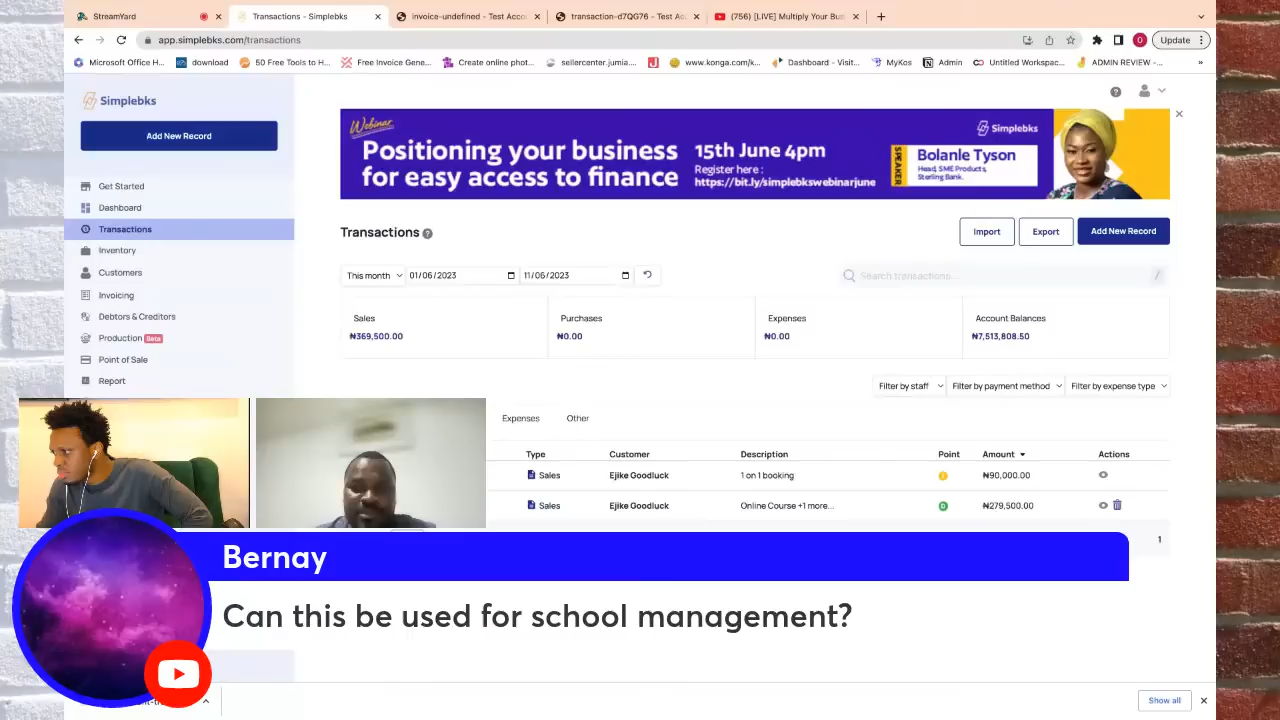 StreamYard
Transactions - Simplebks
invoice-undefined - Test Accou
transaction-d7QG76 - Test Acc
(756) [LIVE] Multiply Your Busi
app.simplebks.com/transactions
Update
Microsoft Office H...
download
50 Free Tools to H...
Free Invoice Gene...
Create online phot...
sellercenter.jumia....
www.konga.com/k...
Dashboard - Visit...
MyKos
Admin
Untitled Workspac...
ADMIN REVIEW -...
Simplebks
Add New Record
Get Started
Dashboard
Transactions
Inventory
Customers
Invoicing
Debtors & Creditors
Production Beta
Point of Sale
Report
Webinar
Positioning your business
for easy access to finance
15th June 4pm
Register here :
https://bit.ly/simplebkswebinarjune
Simplebks
SPEAKER
Bolanle Tyson
Head, SME Products,
Sterling Bank.
Transactions
Import
Export
Add New Record
This month
01/06/2023
11/06/2023
Search transactions...
/
Sales
₦369,500.00
Purchases
₦0.00
Expenses
₦0.00
Account Balances
₦7,513,808.50
Filter by staff
Filter by payment method
Filter by expense type
Expenses
Other
Type Customer Description Point Amount Actions
Sales Ejike Goodluck 1 on 1 booking ₦90,000.00
Sales Ejike Goodluck Online Course +1 more... D ₦279,500.00
1
Bernay
Can this be used for school management?
Show all